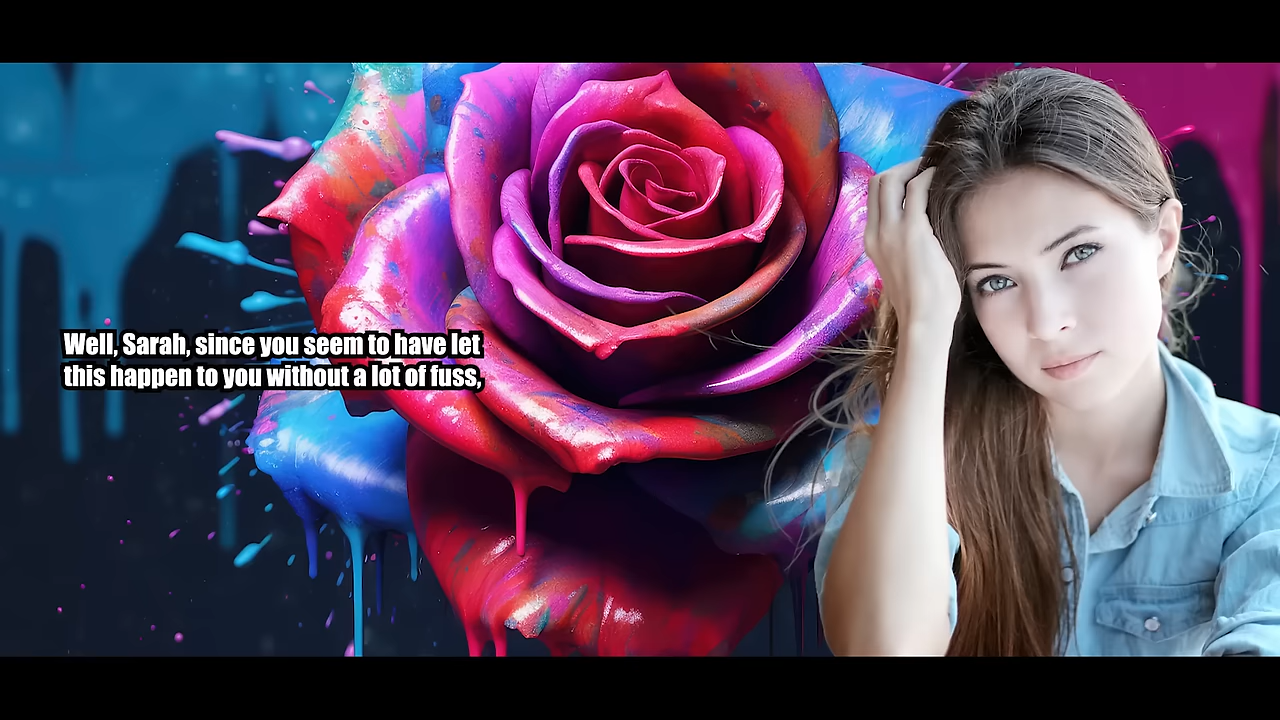 Well, Sarah, since you seem to have let
this happen to you without a lot of fuss,